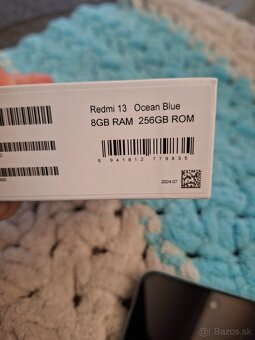 Redmi 13 Ocean Blue
8GB RAM 256GB ROM
6 941812 779835
2024.07
Bazos.sk